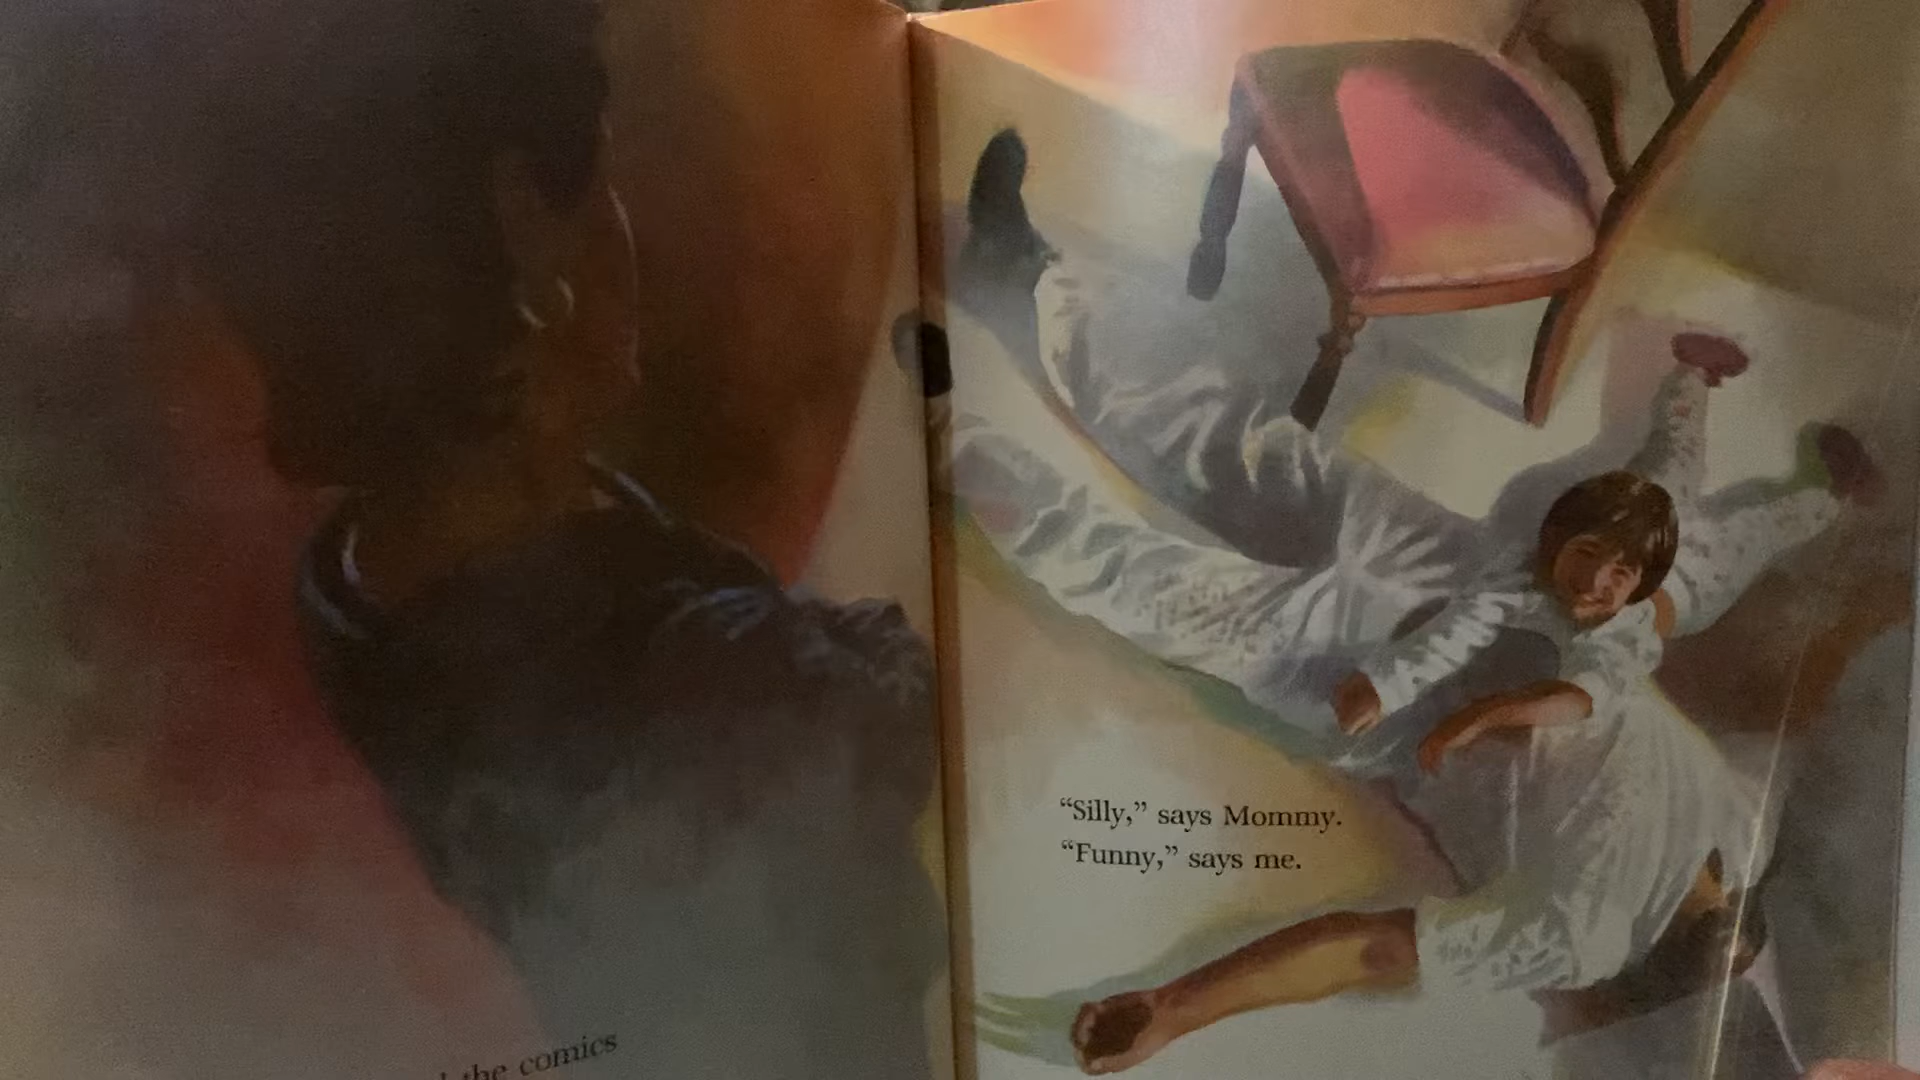 the comics
“Silly,” says Mommy.
“Funny,” says me.